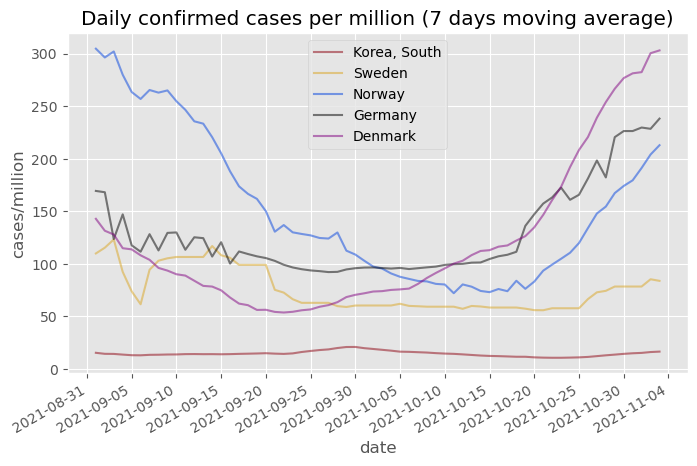 Daily confirmed cases per million (7 days moving average)
Korea, South
Sweden
Norway
Germany
Denmark
cases/million
300
250
200
150
100
50
0
2021-08-31
2021-09-05
2021-09-10
2021-09-15
2021-09-20
2021-09-25
2021-09-30
2021-10-05
2021-10-10
2021-10-15
2021-10-20
2021-10-25
2021-10-30
2021-11-04
date